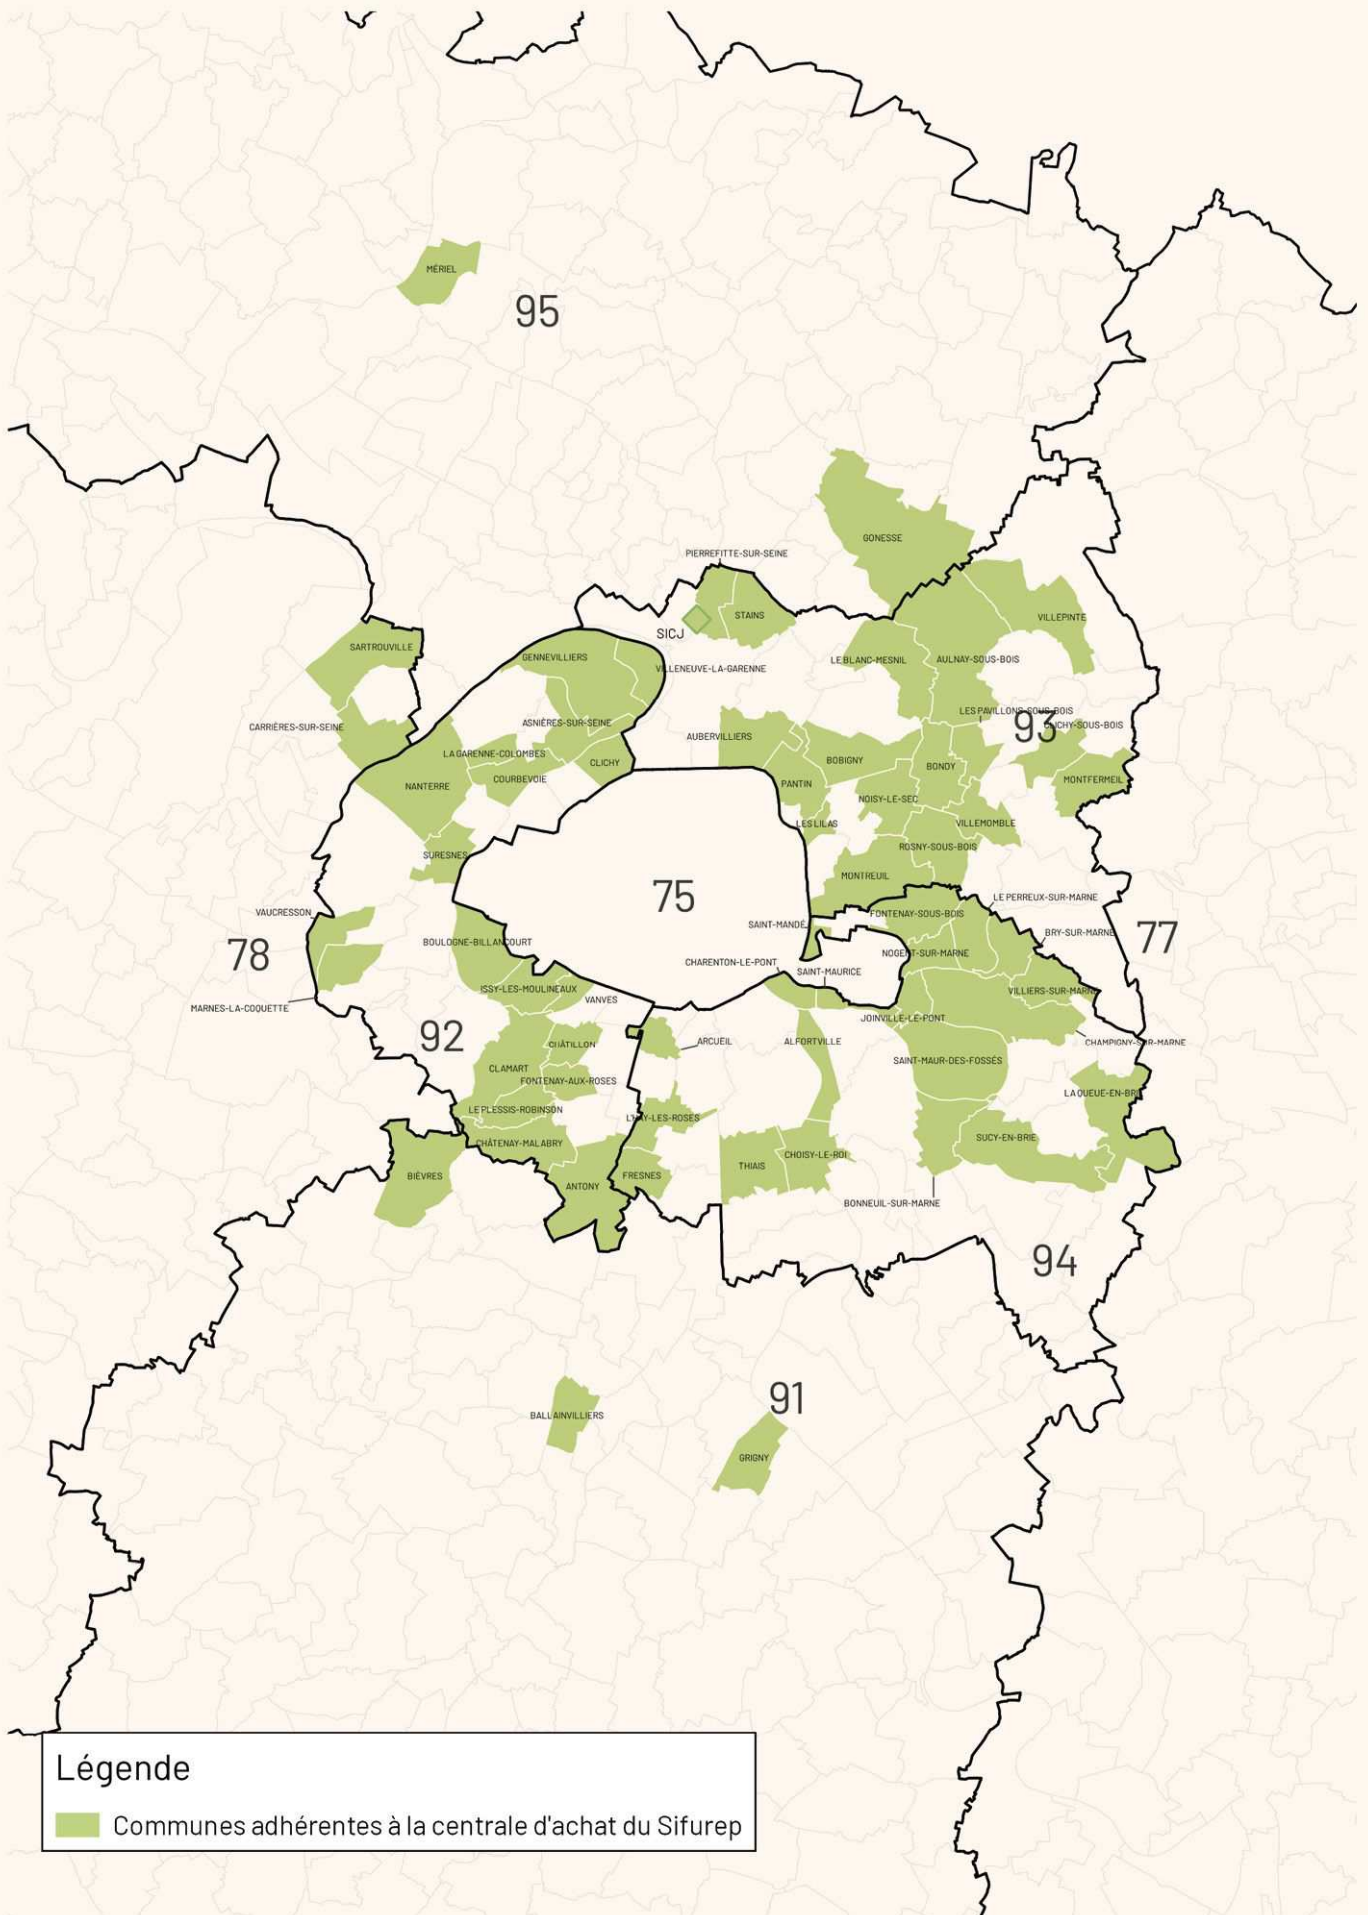 MÉRIEL
95
GONESSE
PIERREFITTE-SUR-SEINE
STAINS
VILLEPINTE
SICJ
SARTROUVILLE
GENNEVILLIERS
VILLENEUVE-LA-GARENNE
LE BLANC-MESNIL
AULNAY-SOUS-BOIS
LES PAVILLONS-SOUS-BOIS
93
CLICHY-SOUS-BOIS
CARRIÈRES-SUR-SEINE
ASNIÈRES-SUR-SEINE
AUBERVILLIERS
LA GARENNE-COLOMBES
CLICHY
BOBIGNY
BONDY
COURBEVOIE
NANTERRE
PANTIN
MONTFERMEIL
NOISY-LE-SEC
LES LILAS
VILLEMOMBLE
ROSNY-SOUS-BOIS
SURESNES
MONTREUIL
75
LE PERREUX-SUR-MARNE
VAUCRESSON
FONTENAY-SOUS-BOIS
SAINT-MANDÉ
BRY-SUR-MARNE
77
78
BOULOGNE-BILLANCOURT
NOGENT-SUR-MARNE
CHARENTON-LE-PONT
SAINT-MAURICE
ISSY-LES-MOULINEAUX
VILLIERS-SUR-MARNE
VANVES
MARNES-LA-COQUETTE
JOINVILLE-LE-PONT
92
CHÂTILLON
ARCUEIL
ALFORTVILLE
CHAMPIGNY-SUR-MARNE
SAINT-MAUR-DES-FOSSÉS
CLAMART
FONTENAY-AUX-ROSES
LA QUEUE-EN-BRIE
LE PLESSIS-ROBINSON
L'HAY-LES-ROSES
CHÂTENAY-MALABRY
SUCY-EN-BRIE
CHOISY-LE-ROI
THIAIS
BIÈVRES
FRESNES
ANTONY
BONNEUIL-SUR-MARNE
94
91
BALLAINVILLIERS
GRIGNY
Légende
Communes adhérentes à la centrale d'achat du Sifurep